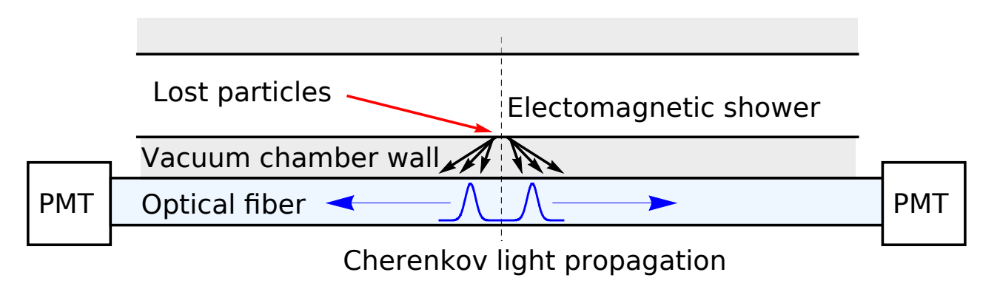 Lost particles
Electomagnetic shower
Vacuum chamber wall
PMT
Optical fiber
PMT
Cherenkov light propagation